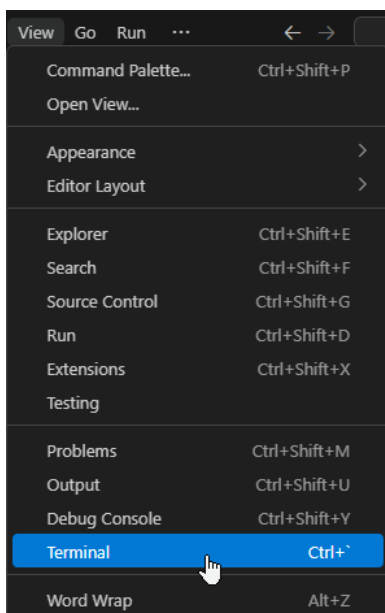 View Go Run ···
Command Palette... Ctrl+Shift+P
Open View...
Appearance
Editor Layout
Explorer Ctrl+Shift+E
Search Ctrl+Shift+F
Source Control Ctrl+Shift+G
Run Ctrl+Shift+D
Extensions Ctrl+Shift+X
Testing
Problems Ctrl+Shift+M
Output Ctrl+Shift+U
Debug Console Ctrl+Shift+Y
Terminal Ctrl+`
Word Wrap Alt+Z